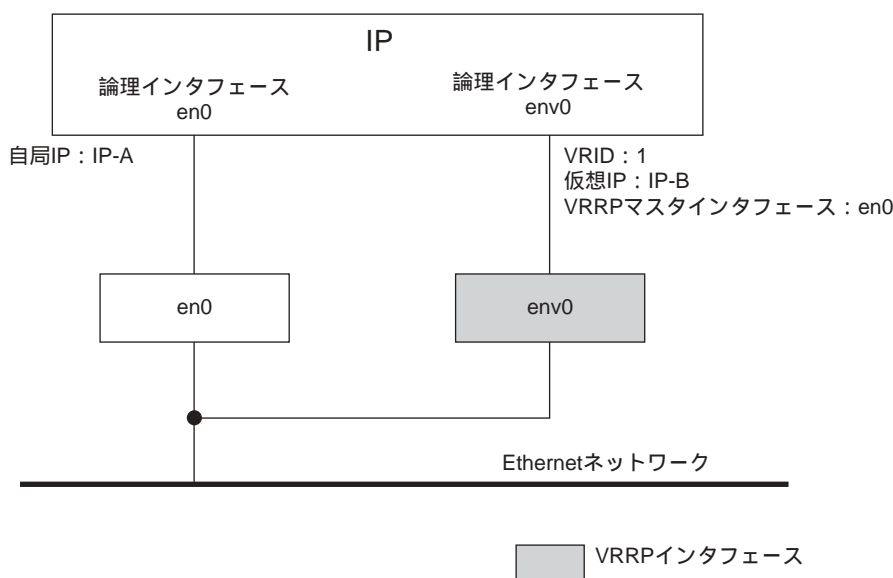 IP
論理インタフェース
en0
論理インタフェース
env0
自局IP：IP-A
VRID：1
仮想IP：IP-B
VRRPマスタインタフェース：en0
en0
env0
Ethernetネットワーク
VRRPインタフェース